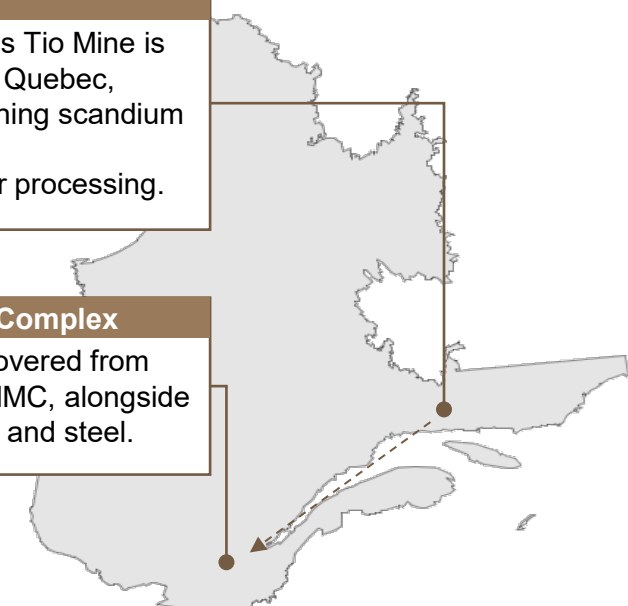 s Tio Mine is
Quebec,
ning scandium
r processing.
Complex
overed from
MC, alongside
and steel.